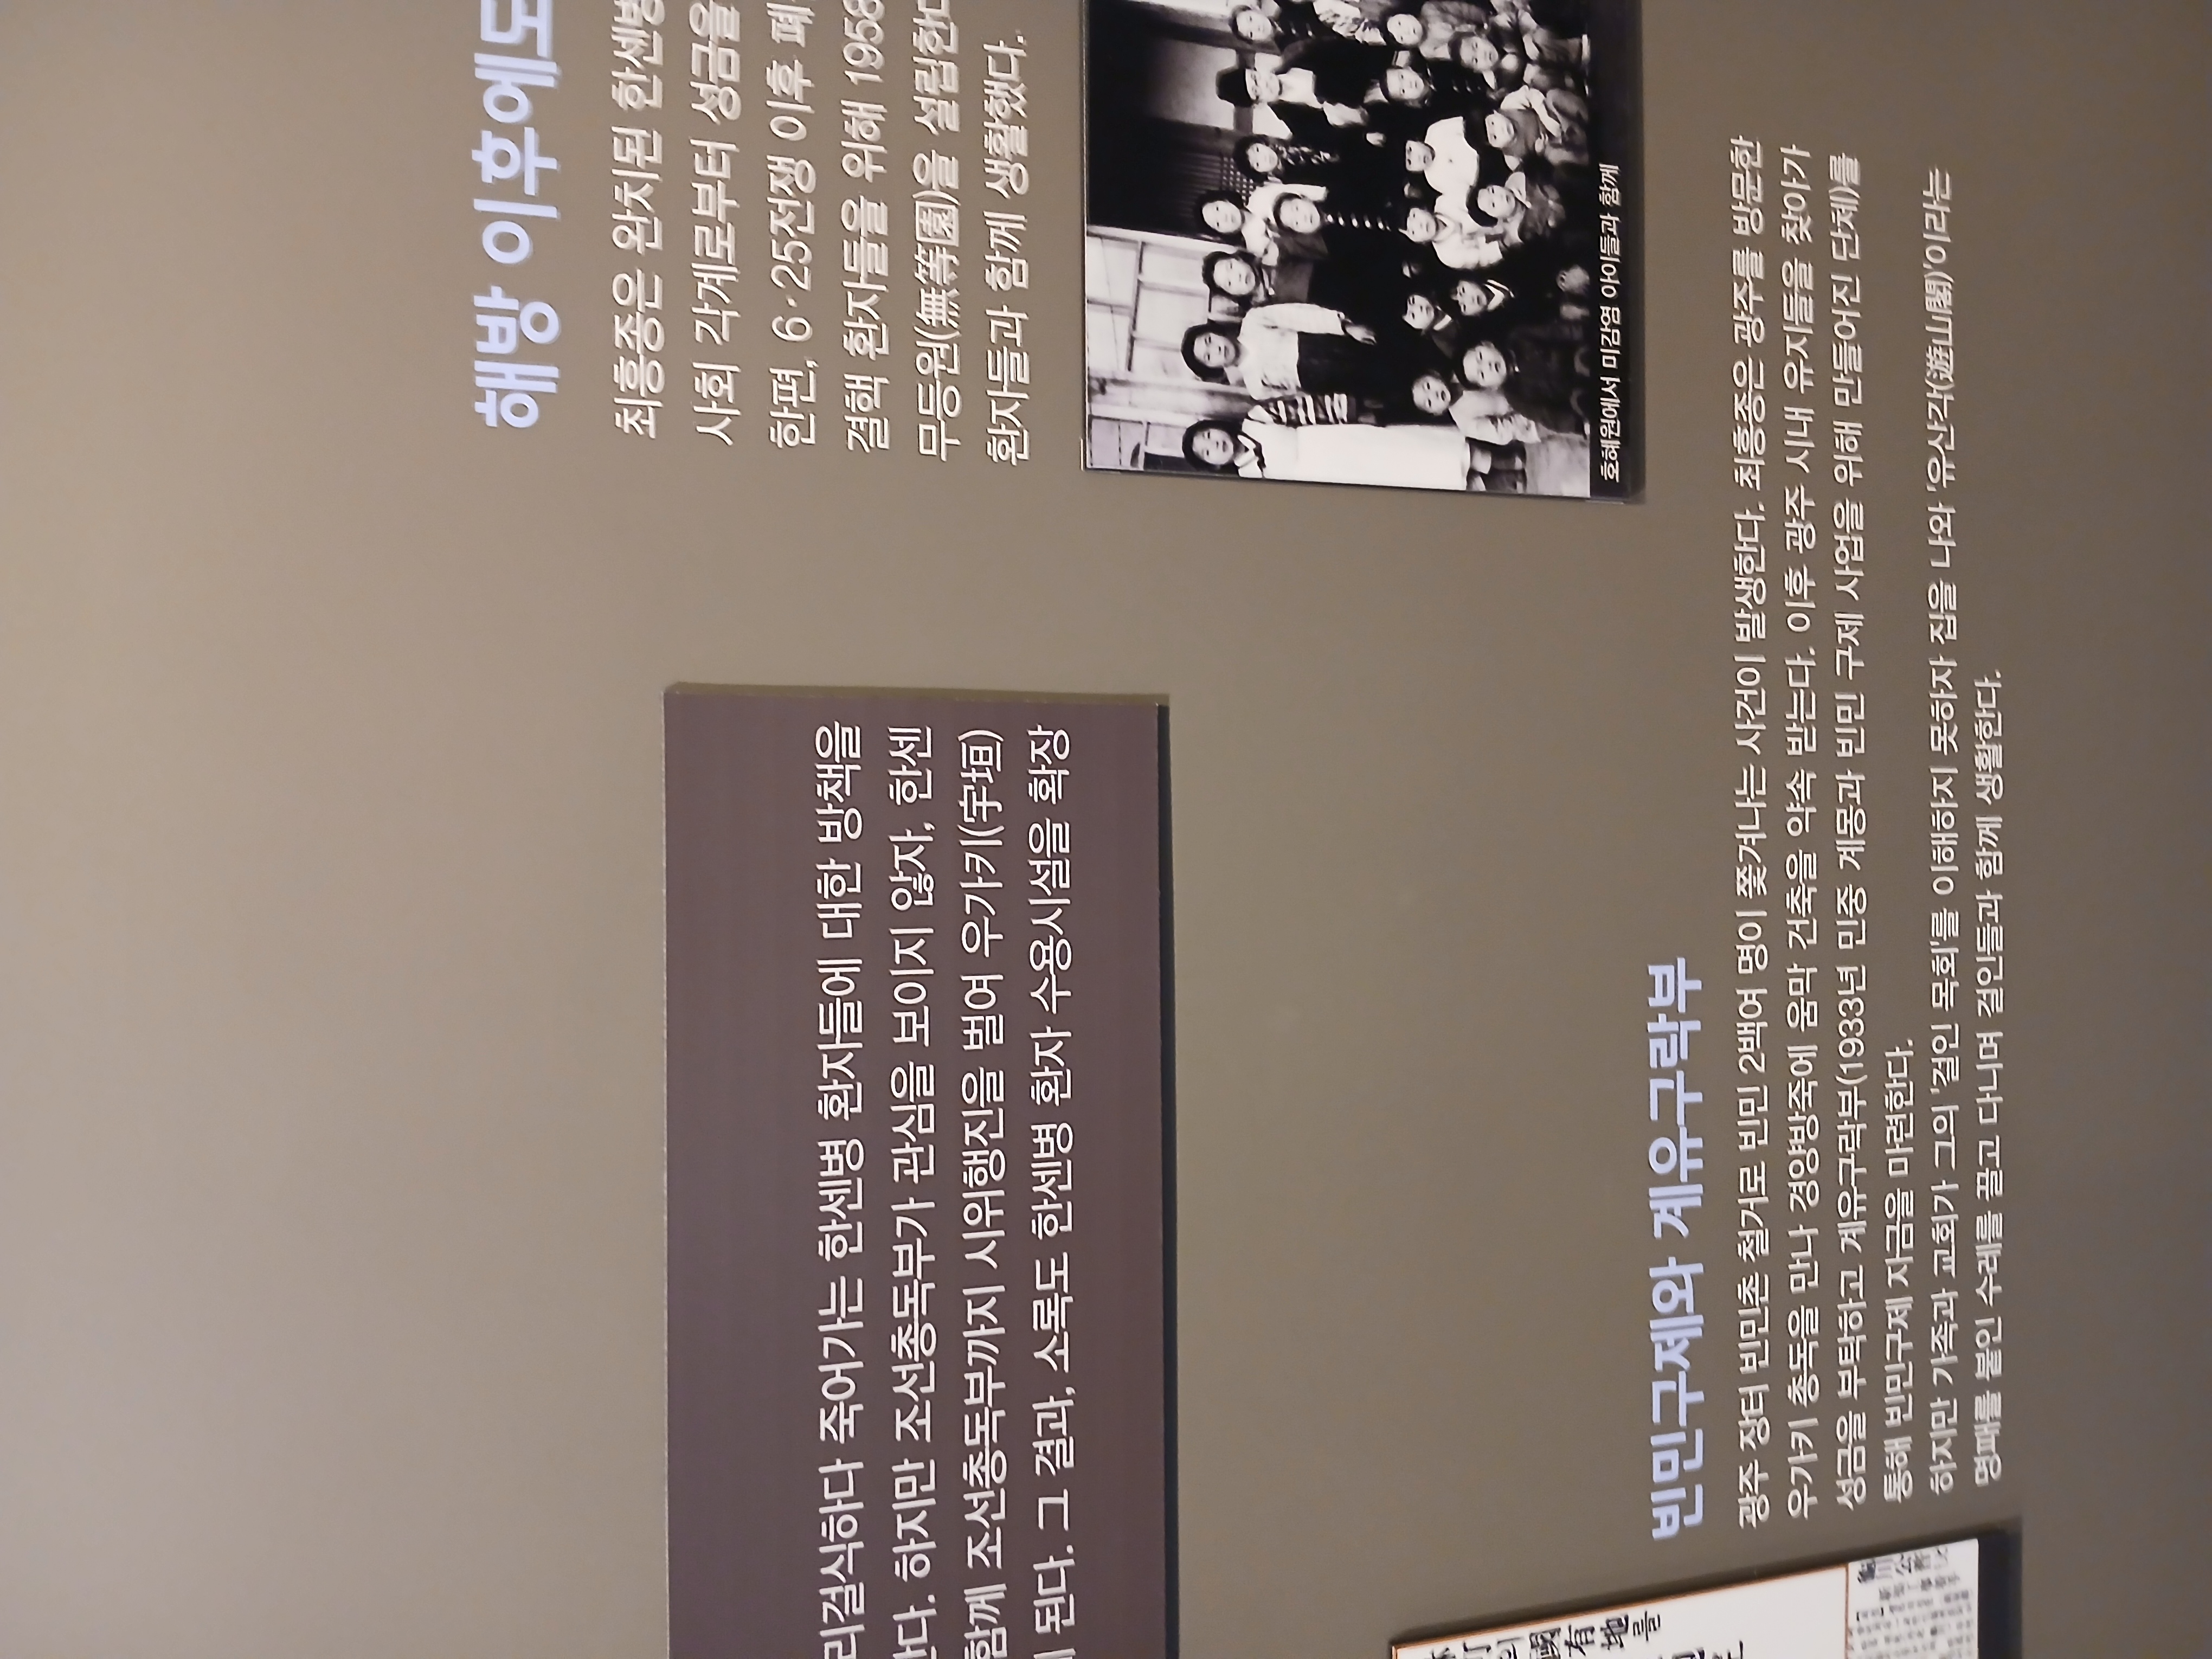 리걸식하다 죽어가는 한센병 환자들에 대한 방책을
한다. 하지만 조선총독부가 관심을 보이지 않자, 한센
함께 조선총독부까지 시위행진을 벌여 우가키(宇垣)
게 된다. 그 결과, 소록도 한센병 환자 수용시설을 확장
해방 이후에도
최흥종은 완치된 한센병
사회 각계로부터 성금을
한편, 6·25전쟁 이후 폐
결핵 환자들을 위해 1958
무등원(無等園)을 설립한다
환자들과 함께 생활했다.
호혜원에서 미감염 아이들과 함께
빈민구제와 계유구락부
광주 장터 빈민촌 철거로 빈민 2백여 명이 쫓겨나는 사건이 발생한다. 최흥종은 광주를 방문한
우가키 총독을 만나 경양방죽에 움막 건축을 약속 받는다. 이후 광주 시내 유지들을 찾아가
성금을 부탁하고 계유구락부(1933년 민중 계몽과 빈민 구제 사업을 위해 만들어진 단체)를
통해 빈민구제 자금을 마련한다.
하지만 가족과 교회가 그의 '걸인 목회'를 이해하지 못하자 집을 나와 '유산각(遊山閣)'이라는
명패를 붙인 수레를 끌고 다니며 걸인들과 함께 생활한다.
國有地를